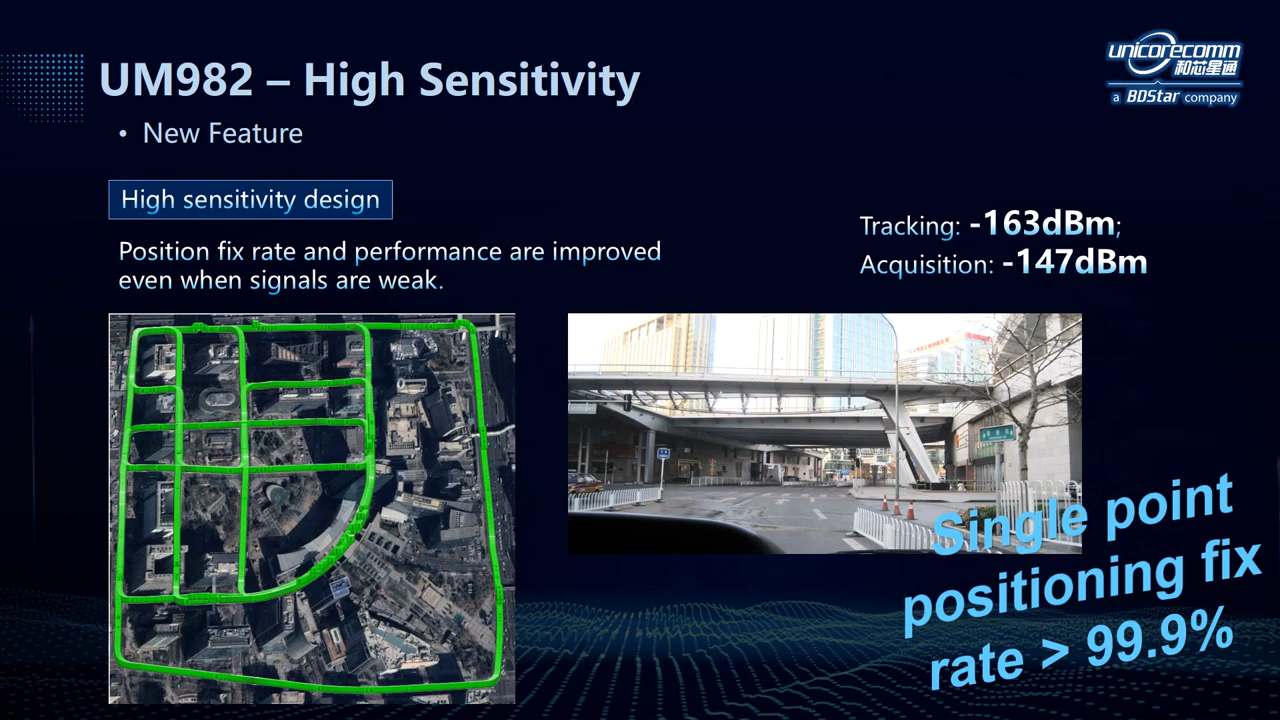 UM982 – High Sensitivity
unicorecomm
和芯星通
a BDStar company
• New Feature
High sensitivity design
Position fix rate and performance are improved
even when signals are weak.
Tracking: -163dBm;
Acquisition: -147dBm
Single point
positioning fix
rate > 99.9%